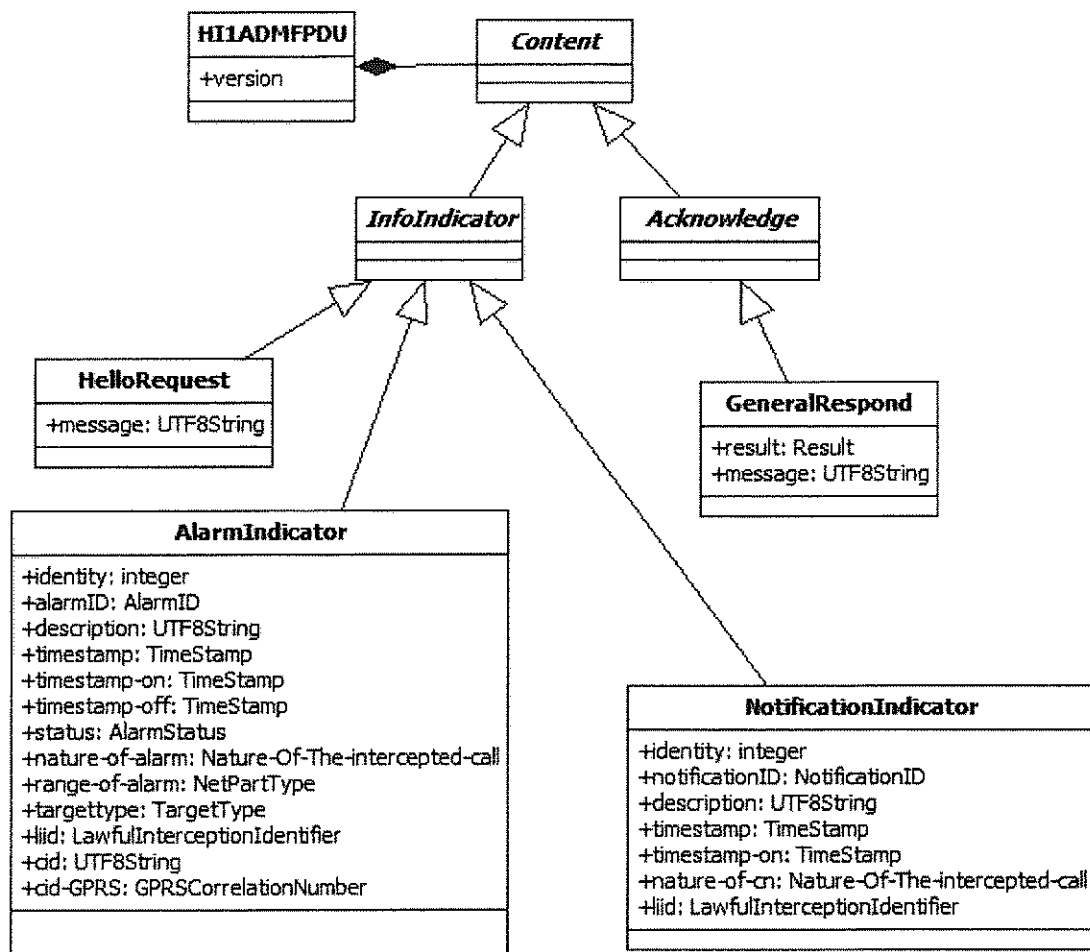 HI1ADMFPDU
+version
Content
InfoIndicator
Acknowledge
HelloRequest
+message: UTF8String
GeneralRespond
+result: Result
+message: UTF8String
AlarmIndicator
+identity: integer
+alarmID: AlarmID
+description: UTF8String
+timestamp: TimeStamp
+timestamp-on: TimeStamp
+timestamp-off: TimeStamp
+status: AlarmStatus
+nature-of-alarm: Nature-Of-The-intercepted-call
+range-of-alarm: NetPartType
+targettype: TargetType
+liid: LawfulInterceptionIdentifier
+cid: UTF8String
+cid-GPRS: GPRSCorrelationNumber
NotificationIndicator
+identity: integer
+notificationID: NotificationID
+description: UTF8String
+timestamp: TimeStamp
+timestamp-on: TimeStamp
+nature-of-cn: Nature-Of-The-intercepted-call
+liid: LawfulInterceptionIdentifier